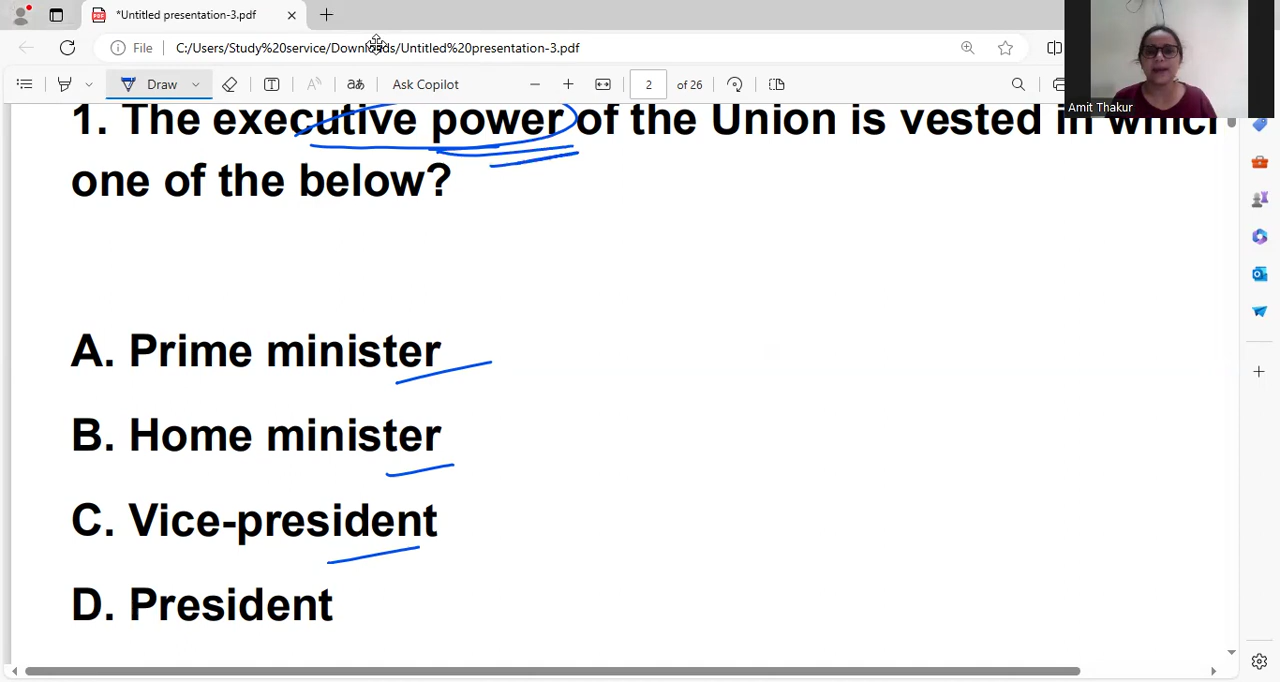 *Untitled presentation-3.pdf
File C:/Users/Study%20service/Downloads/Untitled%20presentation-3.pdf
Draw Ask Copilot 2 of 26
Amit Thakur
1. The executive power of the Union is vested in which
one of the below?
A. Prime minister
B. Home minister
C. Vice-president
D. President